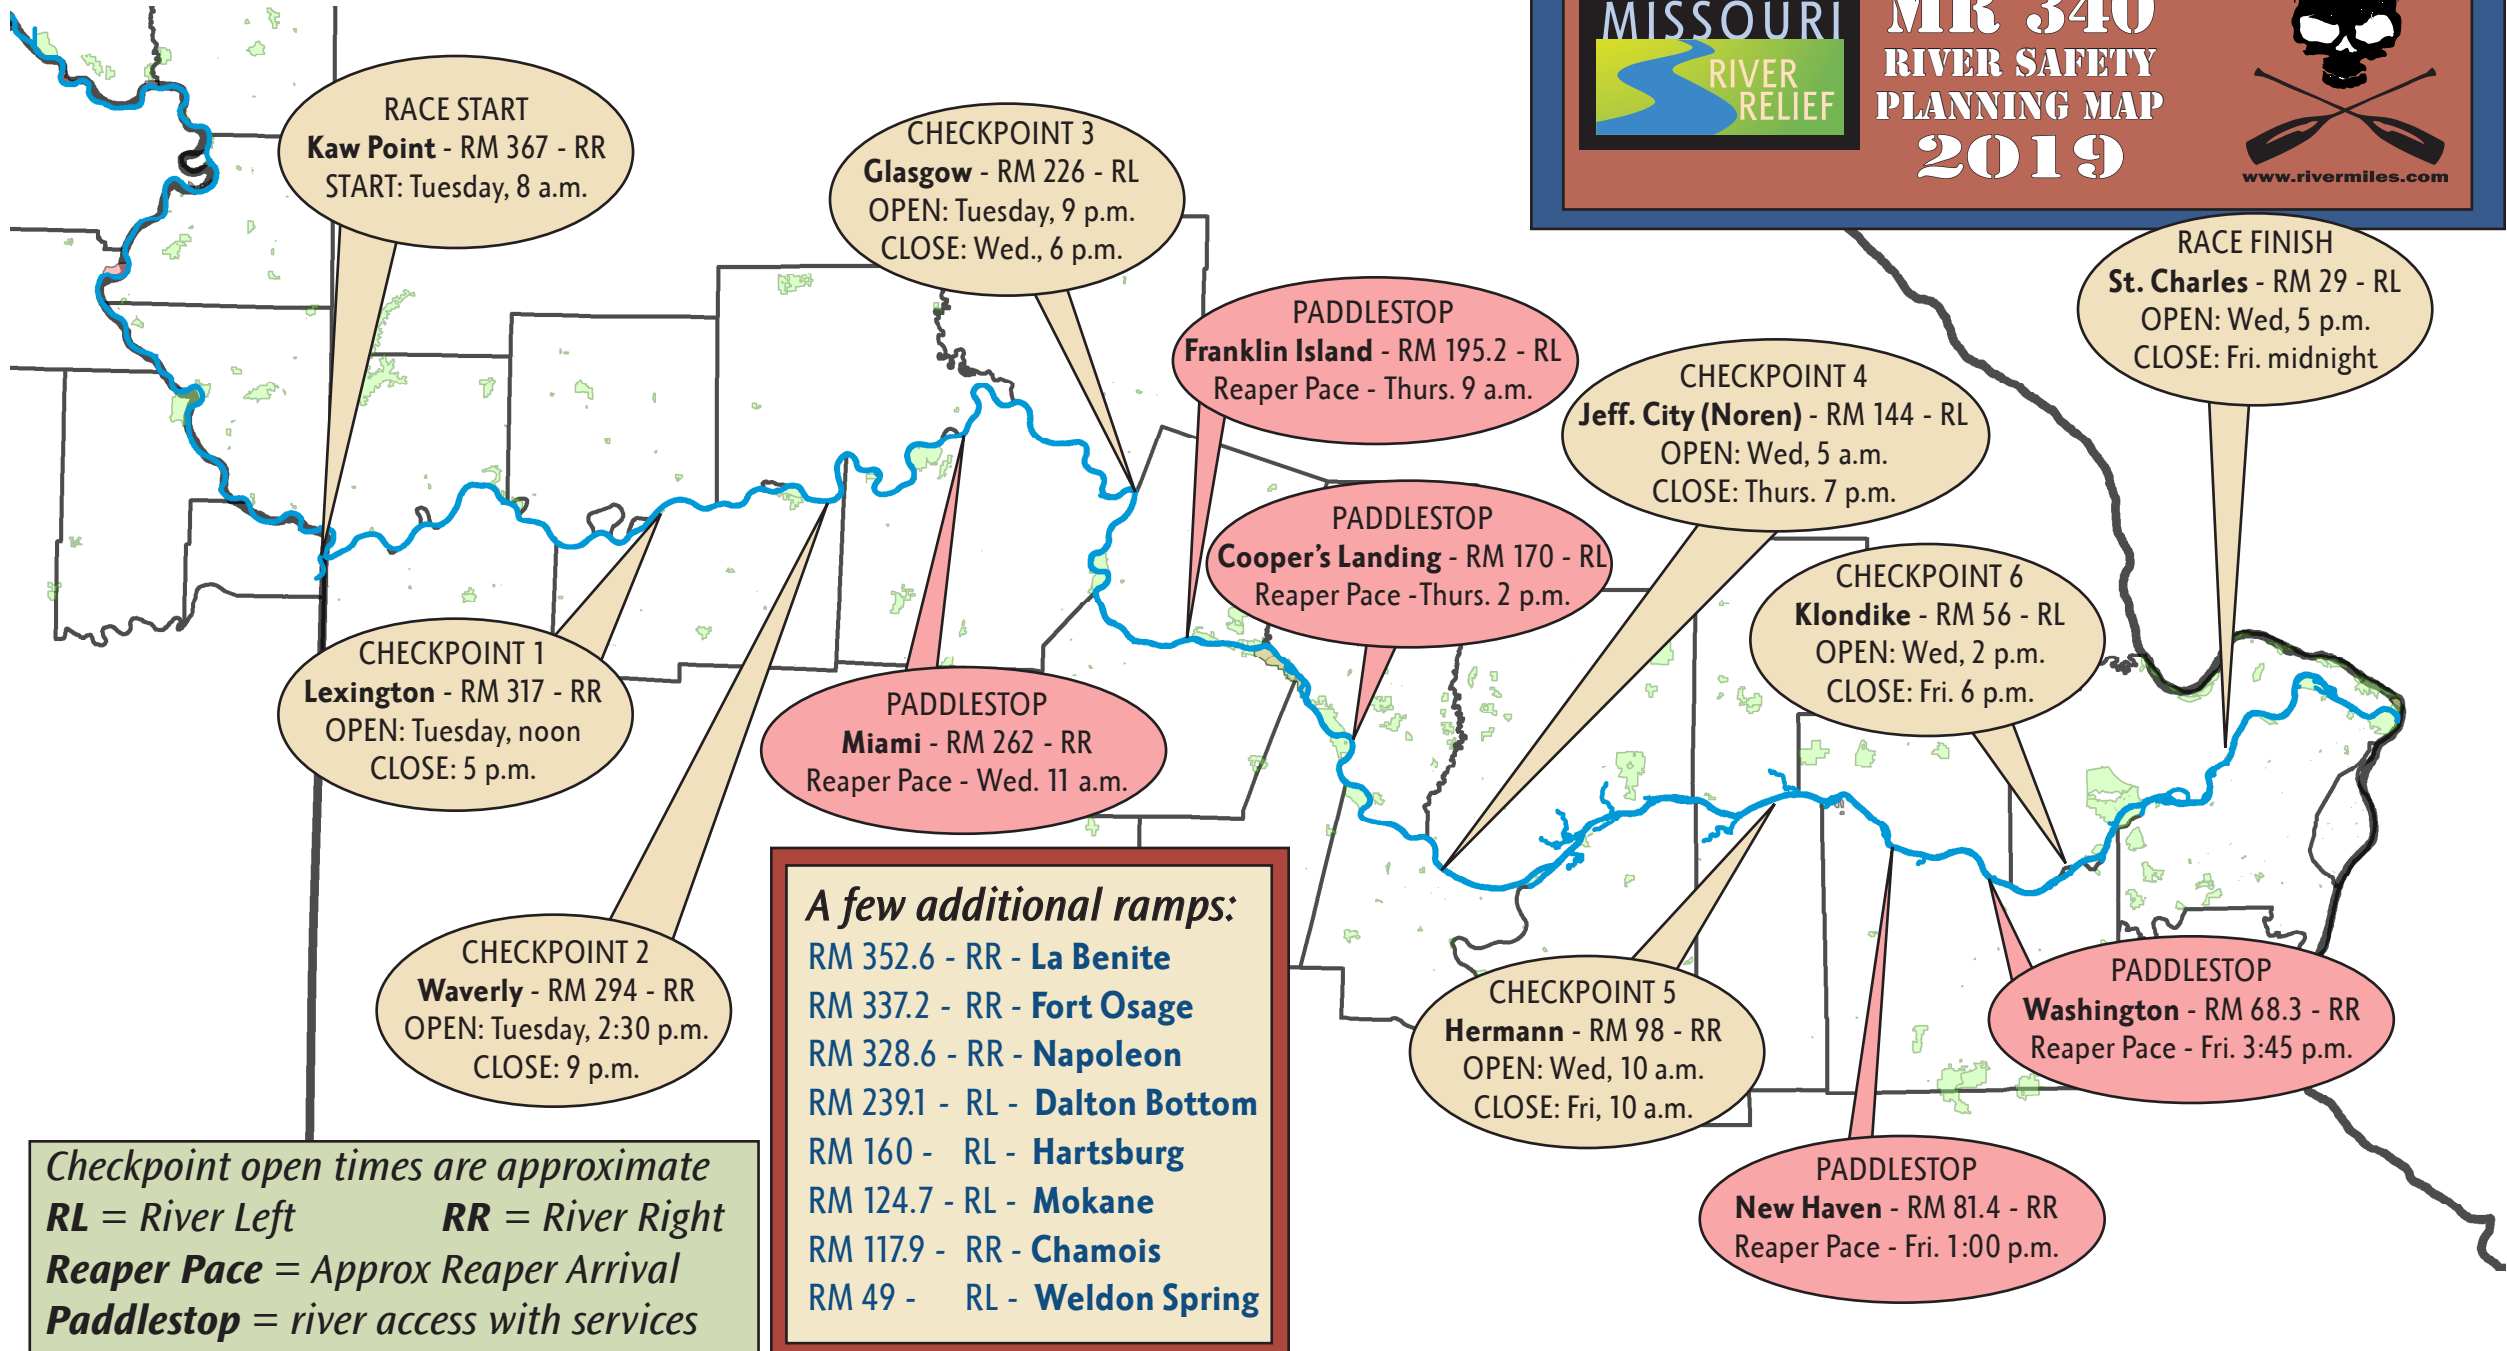 MISSOURI
RIVER
RELIEF
MR 340
RIVER SAFETY
PLANNING MAP
2019
www.rivermiles.com
RACE START
Kaw Point - RM 367 - RR
START: Tuesday, 8 a.m.
CHECKPOINT 3
Glasgow - RM 226 - RL
OPEN: Tuesday, 9 p.m.
CLOSE: Wed., 6 p.m.
RACE FINISH
St. Charles - RM 29 - RL
OPEN: Wed, 5 p.m.
CLOSE: Fri. midnight
PADDLESTOP
Franklin Island - RM 195.2 - RL
Reaper Pace - Thurs. 9 a.m.
CHECKPOINT 4
Jeff. City (Noren) - RM 144 - RL
OPEN: Wed, 5 a.m.
CLOSE: Thurs. 7 p.m.
PADDLESTOP
Cooper's Landing - RM 170 - RL
Reaper Pace -Thurs. 2 p.m.
CHECKPOINT 6
Klondike - RM 56 - RL
OPEN: Wed, 2 p.m.
CLOSE: Fri. 6 p.m.
CHECKPOINT 1
Lexington - RM 317 - RR
OPEN: Tuesday, noon
CLOSE: 5 p.m.
PADDLESTOP
Miami - RM 262 - RR
Reaper Pace - Wed. 11 a.m.
CHECKPOINT 2
Waverly - RM 294 - RR
OPEN: Tuesday, 2:30 p.m.
CLOSE: 9 p.m.
CHECKPOINT 5
Hermann - RM 98 - RR
OPEN: Wed, 10 a.m.
CLOSE: Fri, 10 a.m.
PADDLESTOP
Washington - RM 68.3 - RR
Reaper Pace - Fri. 3:45 p.m.
PADDLESTOP
New Haven - RM 81.4 - RR
Reaper Pace - Fri. 1:00 p.m.
A few additional ramps:
RM 352.6 - RR - La Benite
RM 337.2 - RR - Fort Osage
RM 328.6 - RR - Napoleon
RM 239.1 - RL - Dalton Bottom
RM 160 - RL - Hartsburg
RM 124.7 - RL - Mokane
RM 117.9 - RR - Chamois
RM 49 - RL - Weldon Spring
Checkpoint open times are approximate
RL = River Left RR = River Right
Reaper Pace = Approx Reaper Arrival
Paddlestop = river access with services